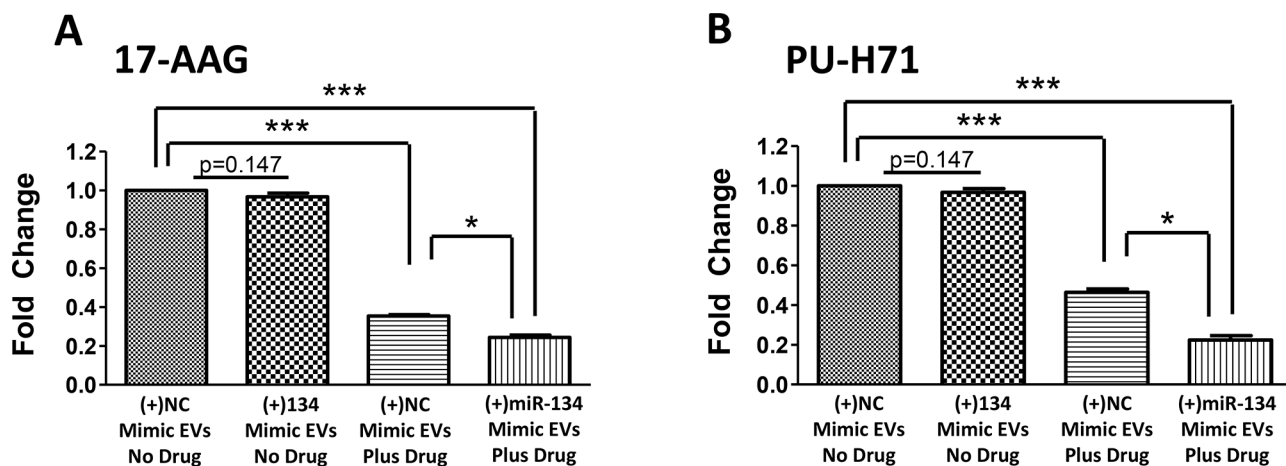 A
17-AAG
***
***
p=0.147
*
1.2
1.0
0.8
0.6
0.4
0.2
0.0
Fold Change
(+)NC
Mimic EVs
No Drug
(+)134
Mimic EVs
No Drug
(+)NC
Mimic EVs
Plus Drug
(+)miR-134
Mimic EVs
Plus Drug
B
PU-H71
***
***
p=0.147
*
1.2
1.0
0.8
0.6
0.4
0.2
0.0
Fold Change
(+)NC
Mimic EVs
No Drug
(+)134
Mimic EVs
No Drug
(+)NC
Mimic EVs
Plus Drug
(+)miR-134
Mimic EVs
Plus Drug